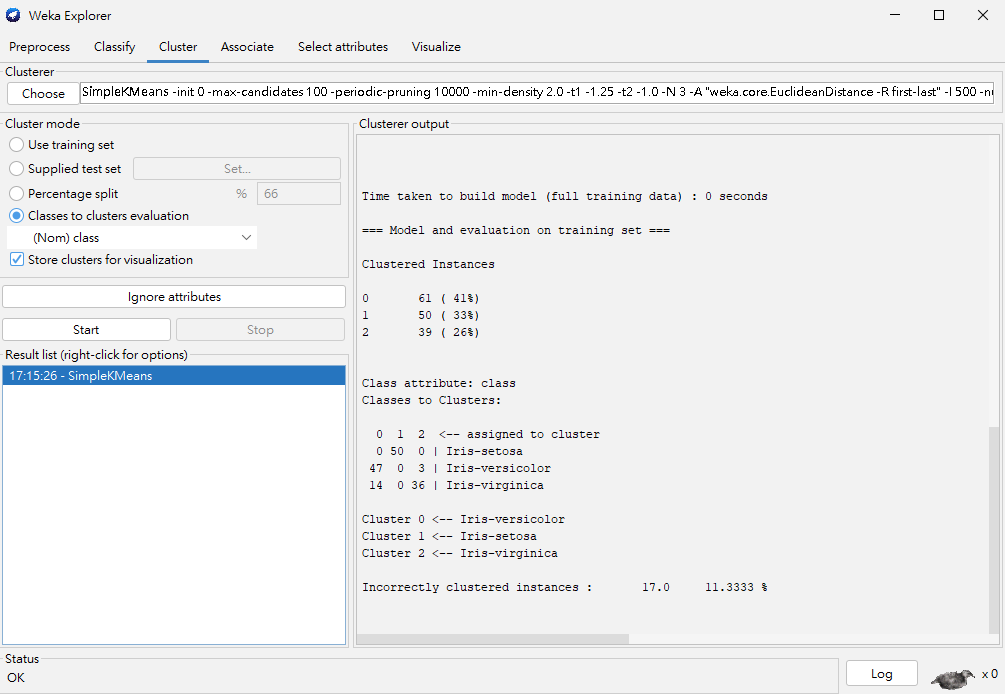 Weka Explorer
Preprocess Classify Cluster Associate Select attributes Visualize
Clusterer
Choose SimpleKMeans -init 0 -max-candidates 100 -periodic-pruning 10000 -min-density 2.0 -t1 -1.25 -t2 -1.0 -N 3 -A "weka.core.EuclideanDistance -R first-last" -I 500 -nu
Cluster mode
Use training set
Supplied test set Set...
Percentage split % 66
Classes to clusters evaluation
(Nom) class
Store clusters for visualization
Ignore attributes
Start Stop
Result list (right-click for options)
17:15:26 - SimpleKMeans
Clusterer output
Time taken to build model (full training data) : 0 seconds
=== Model and evaluation on training set ===
Clustered Instances
0 61 ( 41%)
1 50 ( 33%)
2 39 ( 26%)
Class attribute: class
Classes to Clusters:
0 1 2 <-- assigned to cluster
0 50 0 | Iris-setosa
47 0 3 | Iris-versicolor
14 0 36 | Iris-virginica
Cluster 0 <-- Iris-versicolor
Cluster 1 <-- Iris-setosa
Cluster 2 <-- Iris-virginica
Incorrectly clustered instances : 17.0 11.3333 %
Status
OK
Log
x 0